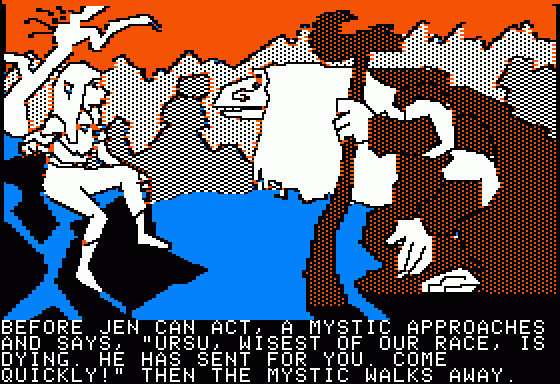 BEFORE JEN CAN ACT, A MYSTIC APPROACHES
AND SAYS, "URSU, WISEST OF OUR RACE, IS
DYING. HE HAS SENT FOR YOU. COME
QUICKLY!" THEN THE MYSTIC WALKS AWAY.